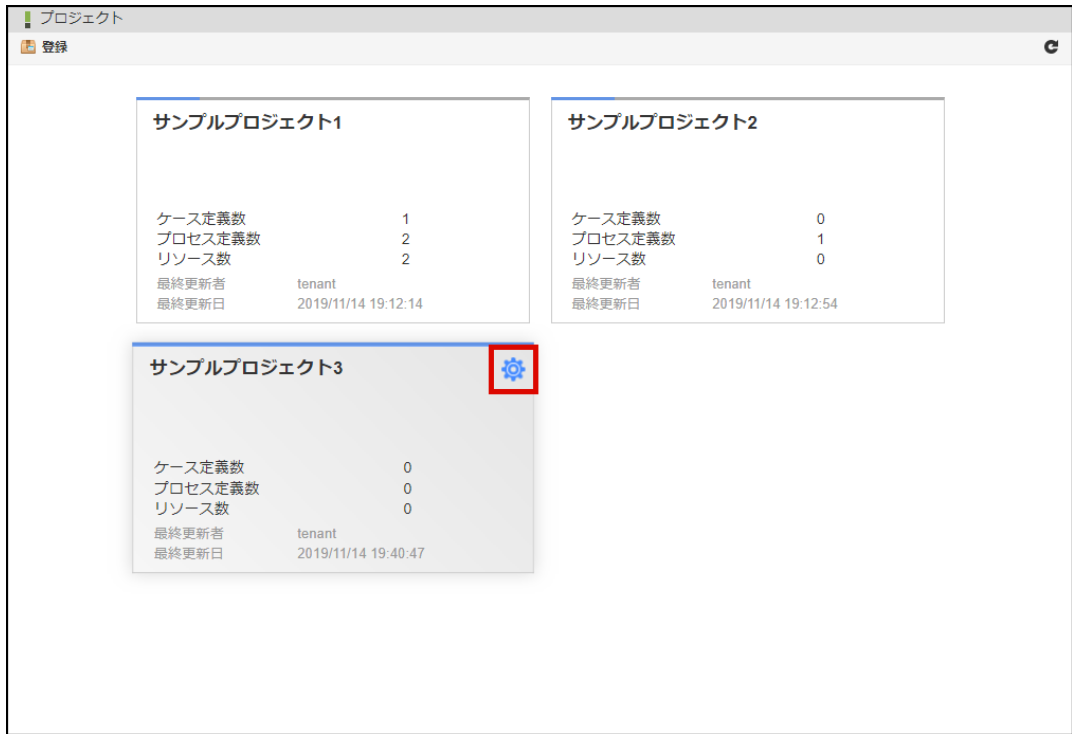 プロジェクト
登録
サンプルプロジェクト1
ケース定義数 1
プロセス定義数 2
リソース数 2
最終更新者 tenant
最終更新日 2019/11/14 19:12:14
サンプルプロジェクト2
ケース定義数 0
プロセス定義数 1
リソース数 0
最終更新者 tenant
最終更新日 2019/11/14 19:12:54
サンプルプロジェクト3
ケース定義数 0
プロセス定義数 0
リソース数 0
最終更新者 tenant
最終更新日 2019/11/14 19:40:47